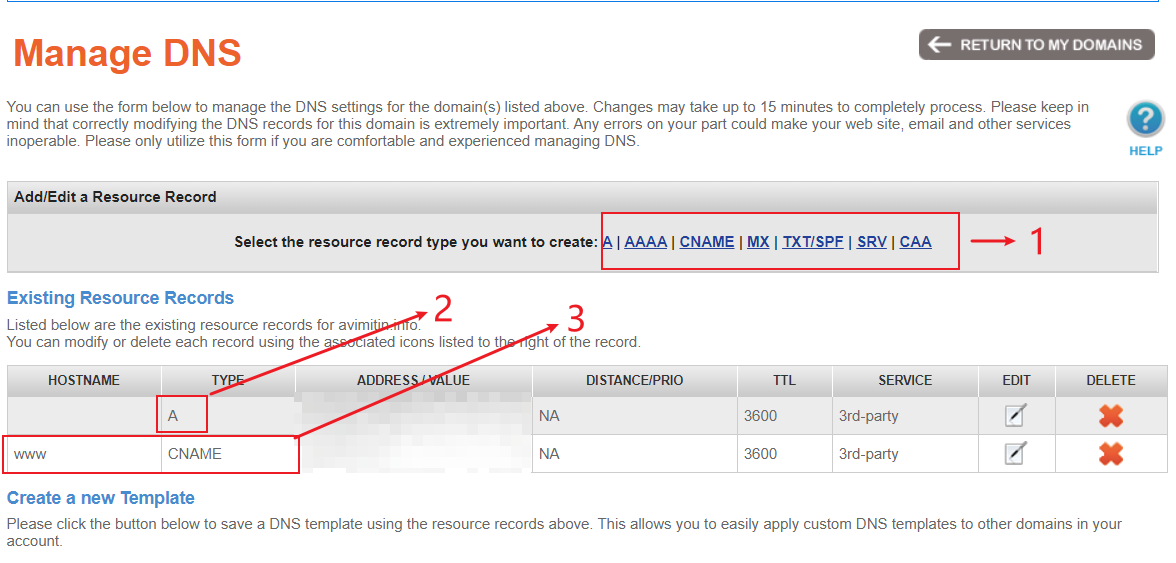 Manage DNS
RETURN TO MY DOMAINS
You can use the form below to manage the DNS settings for the domain(s) listed above. Changes may take up to 15 minutes to completely process. Please keep in
mind that correctly modifying the DNS records for this domain is extremely important. Any errors on your part could make your web site, email and other services
inoperable. Please only utilize this form if you are comfortable and experienced managing DNS.
?
HELP
Add/Edit a Resource Record
Select the resource record type you want to create: A | AAAA | CNAME | MX | TXT/SPF | SRV | CAA
1
Existing Resource Records
2
3
Listed below are the existing resource records for avimitin.info.
You can modify or delete each record using the associated icons listed to the right of the record.
HOSTNAME TYPE ADDRESS / VALUE DISTANCE/PRIO TTL SERVICE EDIT DELETE
A NA 3600 3rd-party
www CNAME NA 3600 3rd-party
Create a new Template
Please click the button below to save a DNS template using the resource records above. This allows you to easily apply custom DNS templates to other domains in your
account.